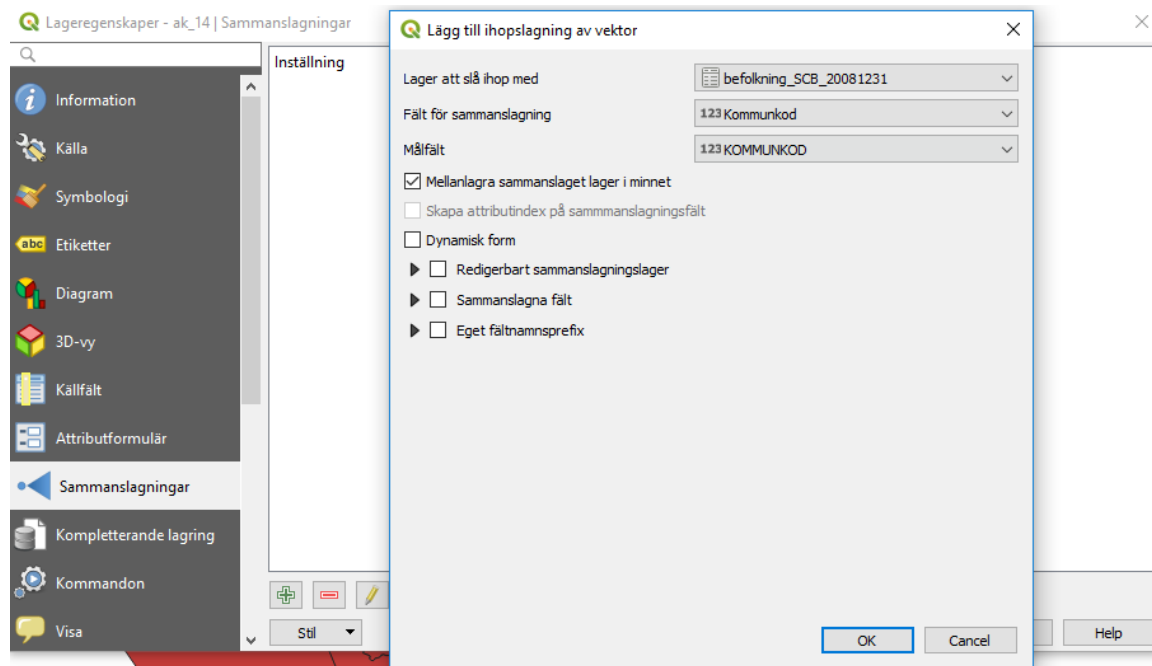 Lageregenskaper - ak_14 | Sammanslagningar
Information
Källa
Symbologi
abc Etiketter
Diagram
3D-vy
Källfält
Attributformulär
Sammanslagningar
Kompletterande lagring
Kommandon
Visa
Inställning
Stil
Help
Lägg till ihopslagning av vektor
Lager att slå ihop med befolkning_SCB_20081231
Fält för sammanslagning 123 Kommunkod
Målfält 123 KOMMUNKOD
Mellanlagra sammanslaget lager i minnet
Skapa attributindex på sammmanslagningsfält
Dynamisk form
Redigerbart sammanslagningslager
Sammanslagna fält
Eget fältnamnsprefix
OK Cancel